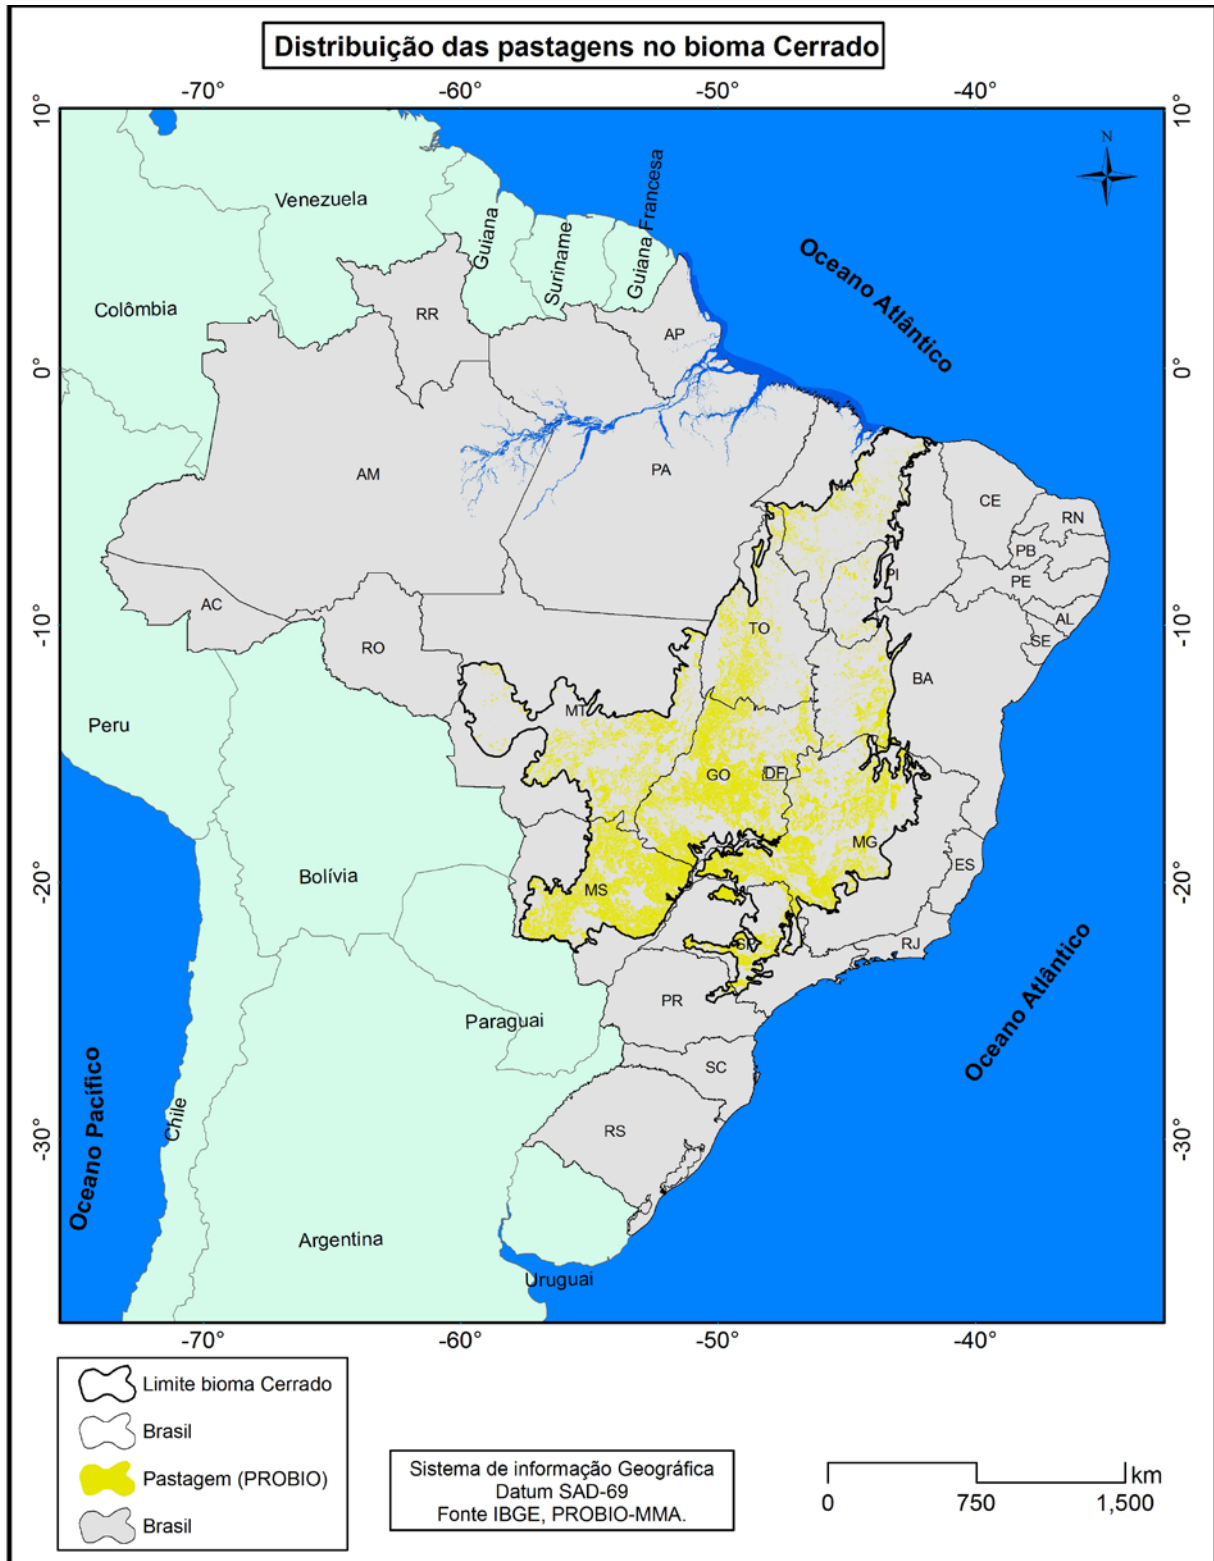 Distribuição das pastagens no bioma Cerrado
-70° -60° -50° -40°
10° 10°
N
Venezuela
Guiana
Suriname
Guiana Francesa
Oceano Atlântico
Colômbia
RR
AP
0° 0°
AM
PA
MA
CE
RN
PB
PI
PE
AC
AL
-10° -10°
TO
SE
RO
BA
MT
Peru
GO
DF
MG
ES
Bolívia
-20° -20°
MS
SP
RJ
PR
Paraguai
Oceano Atlântico
SC
Oceano Pacífico
Chile
RS
-30° -30°
Argentina
Uruguai
-70° -60° -50° -40°
Limite bioma Cerrado
Brasil
Pastagem (PROBIO)
Brasil
Sistema de informação Geográfica
Datum SAD-69
Fonte IBGE, PROBIO-MMA.
km
0 750 1,500